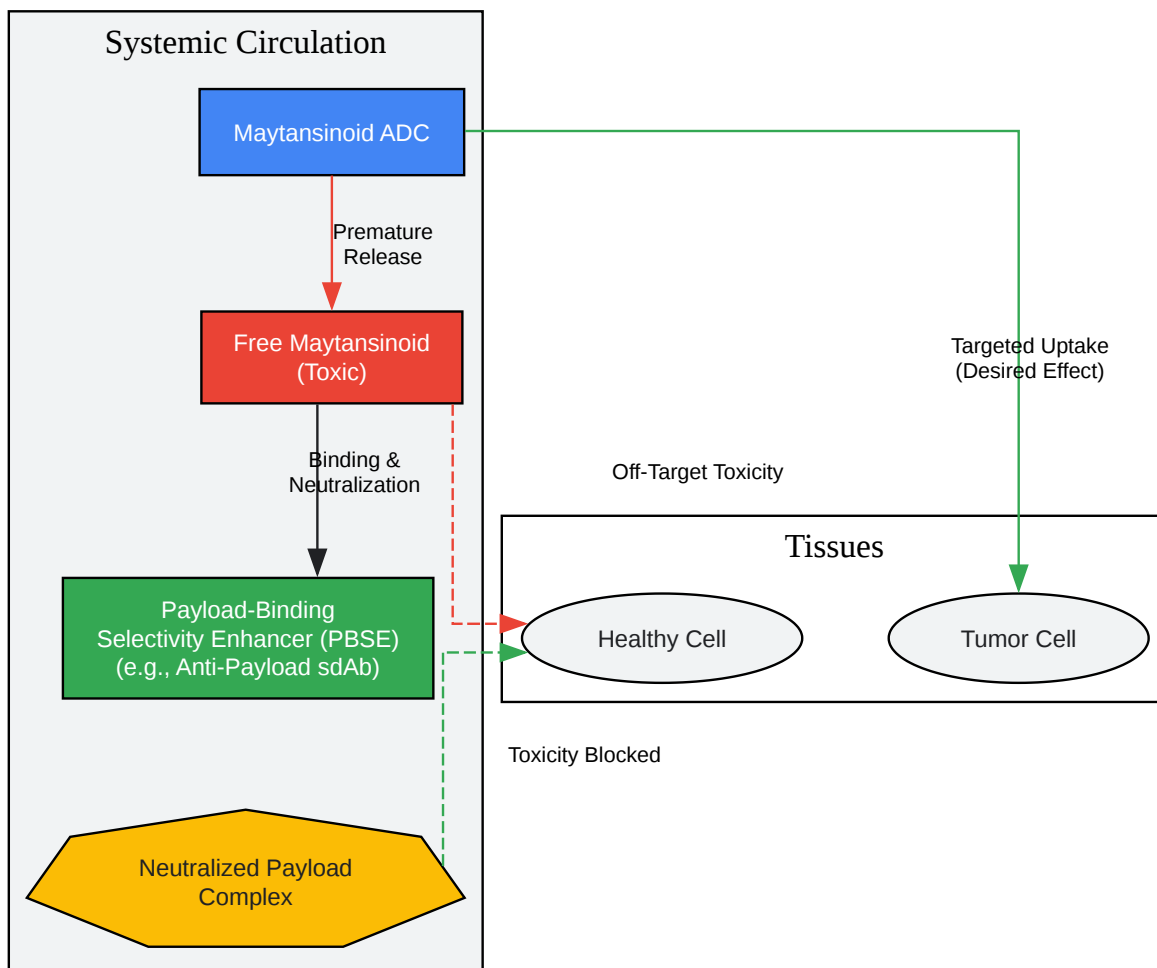 Systemic Circulation
Maytansinoid ADC
Premature
Release
Free Maytansinoid
(Toxic)
Targeted Uptake
(Desired Effect)
Binding &
Neutralization
Off-Target Toxicity
Tissues
Payload-Binding
Selectivity Enhancer (PBSE)
(e.g., Anti-Payload sdAb)
Healthy Cell
Tumor Cell
Toxicity Blocked
Neutralized Payload
Complex